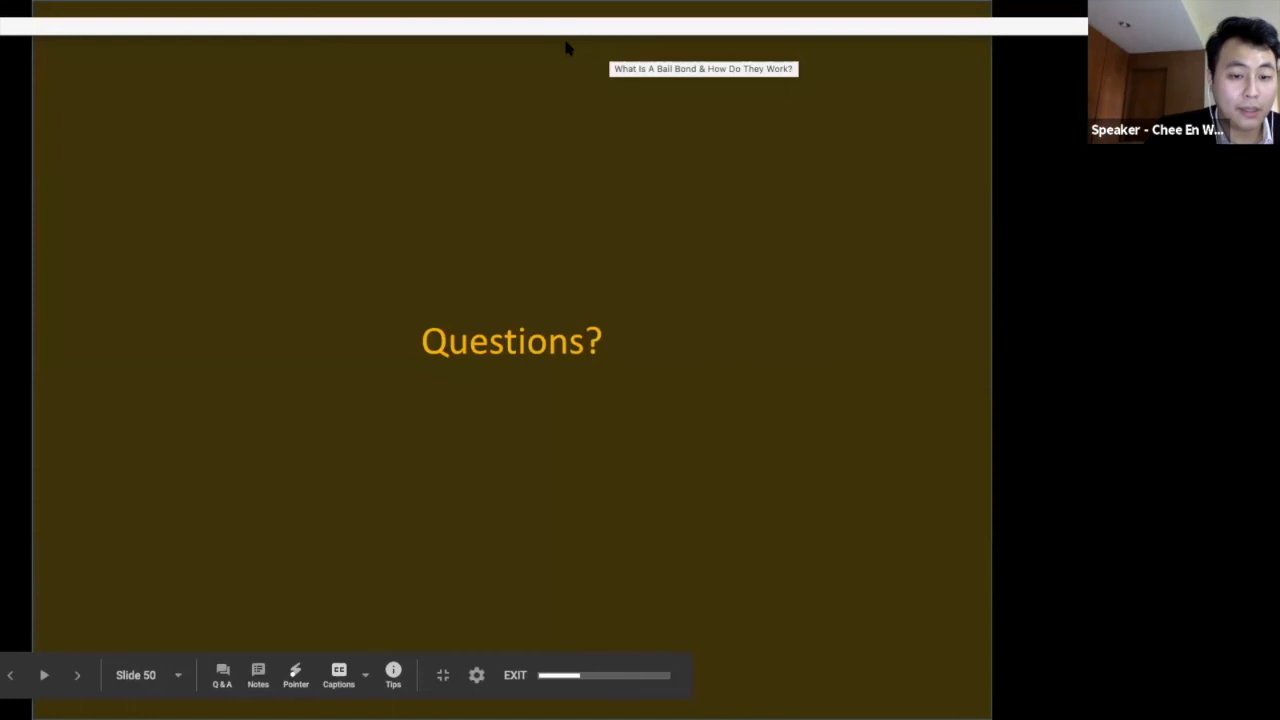 What Is A Bail Bond & How Do They Work?
Speaker - Chee En W...
Questions?
Slide 50
Q & A
Notes
Pointer
CC
Captions
Tips
EXIT